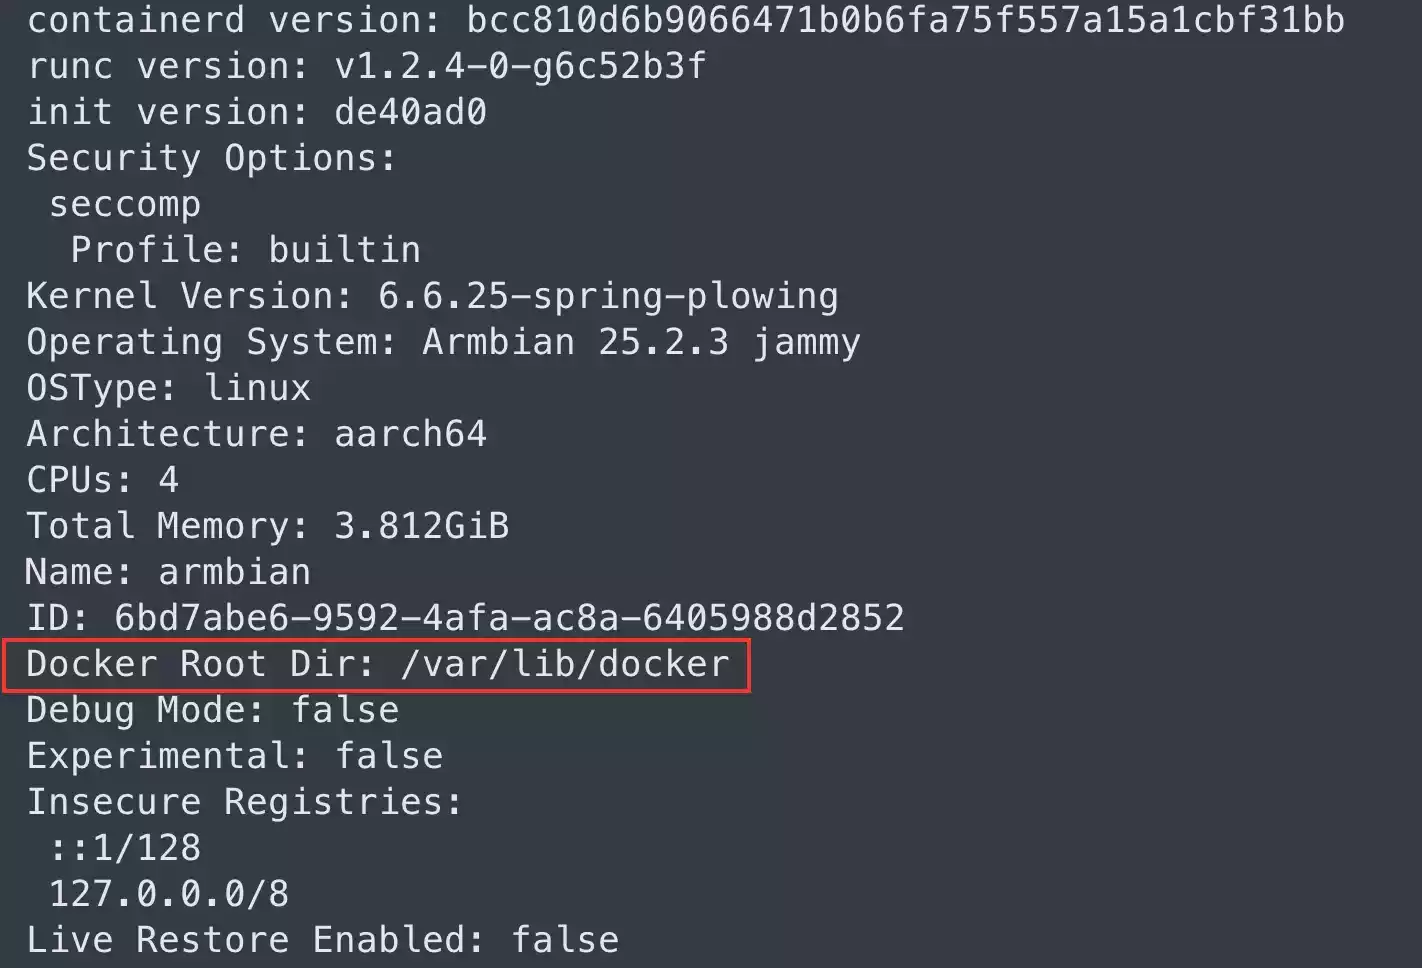 containerd version: bcc810d6b9066471b0b6fa75f557a15a1cbf31bb
runc version: v1.2.4-0-g6c52b3f
init version: de40ad0
Security Options:
seccomp
Profile: builtin
Kernel Version: 6.6.25-spring-plowing
Operating System: Armbian 25.2.3 jammy
OSType: linux
Architecture: aarch64
CPUs: 4
Total Memory: 3.812GiB
Name: armbian
ID: 6bd7abe6-9592-4afa-ac8a-6405988d2852
Docker Root Dir: /var/lib/docker
Debug Mode: false
Experimental: false
Insecure Registries:
::1/128
127.0.0.0/8
Live Restore Enabled: false